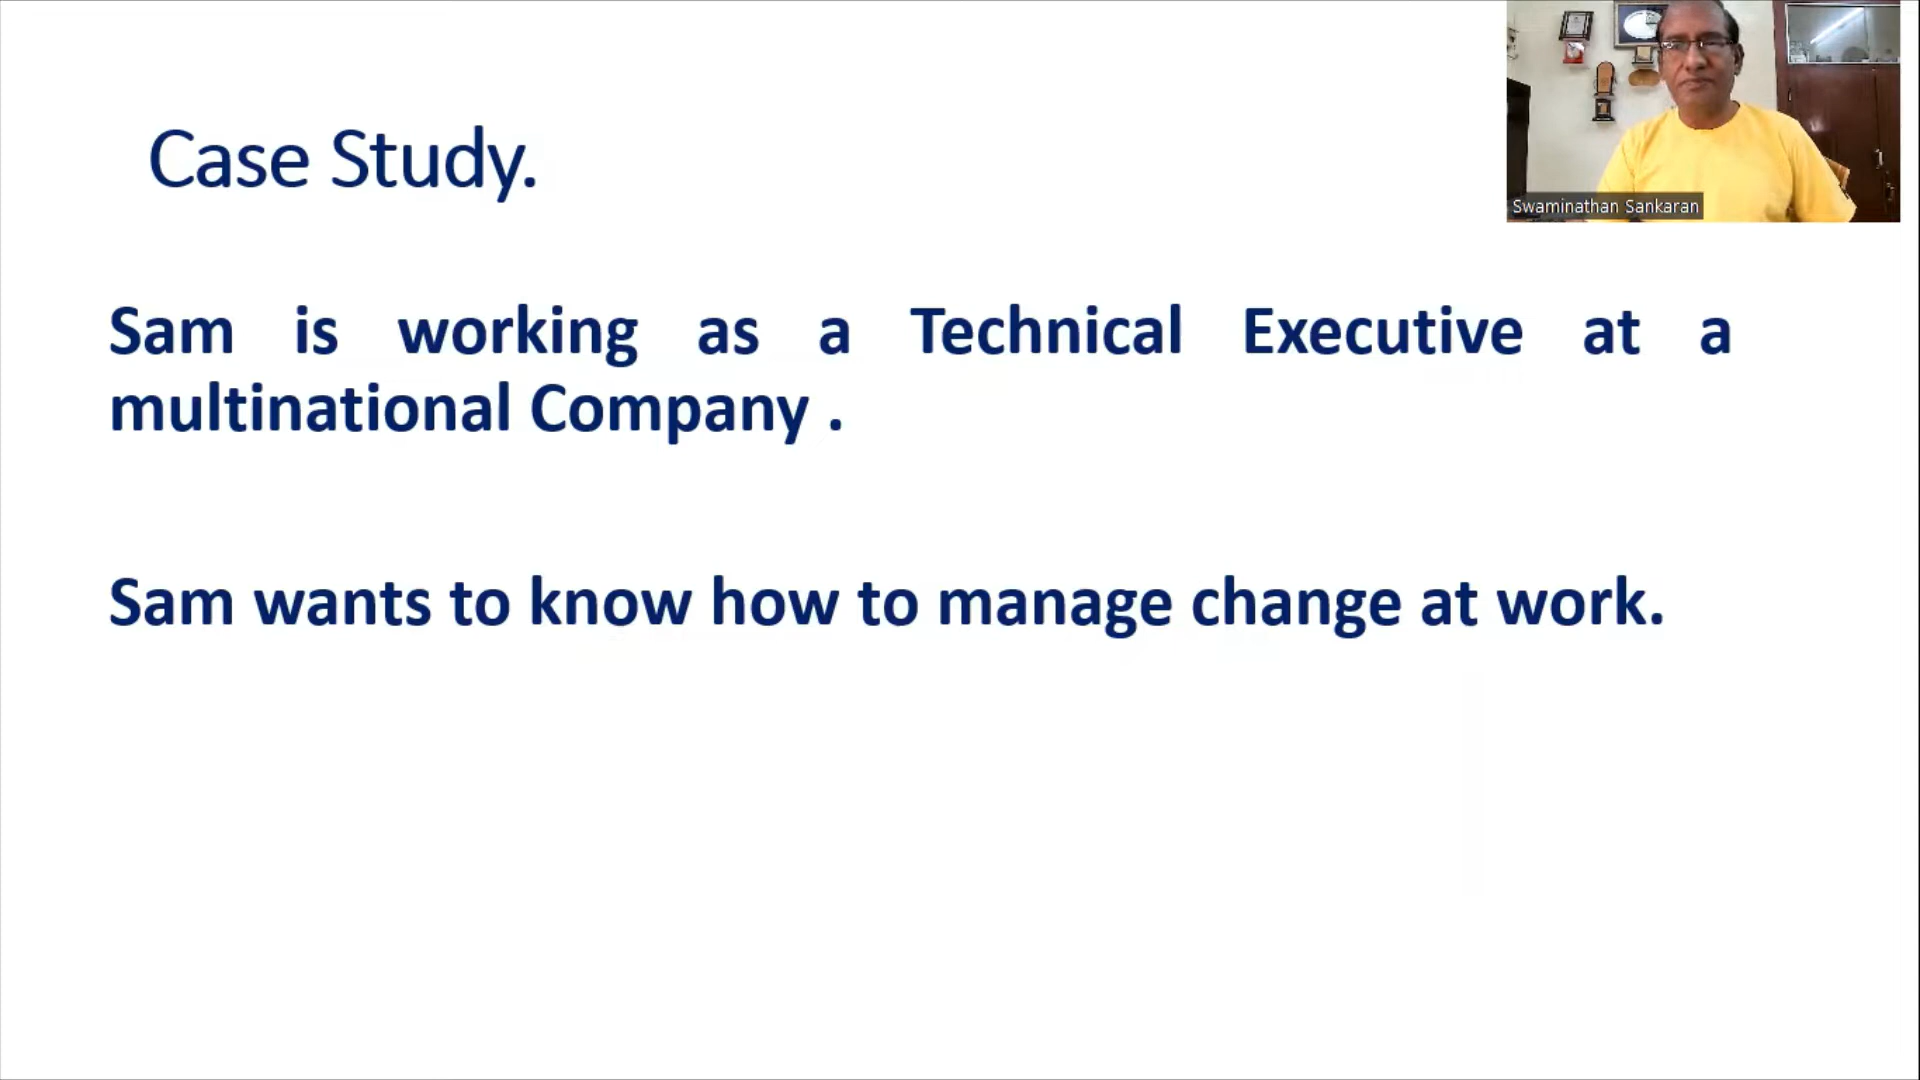 Case Study.
Swaminathan Sankaran
Sam is working as a Technical Executive at a
multinational Company .
Sam wants to know how to manage change at work.